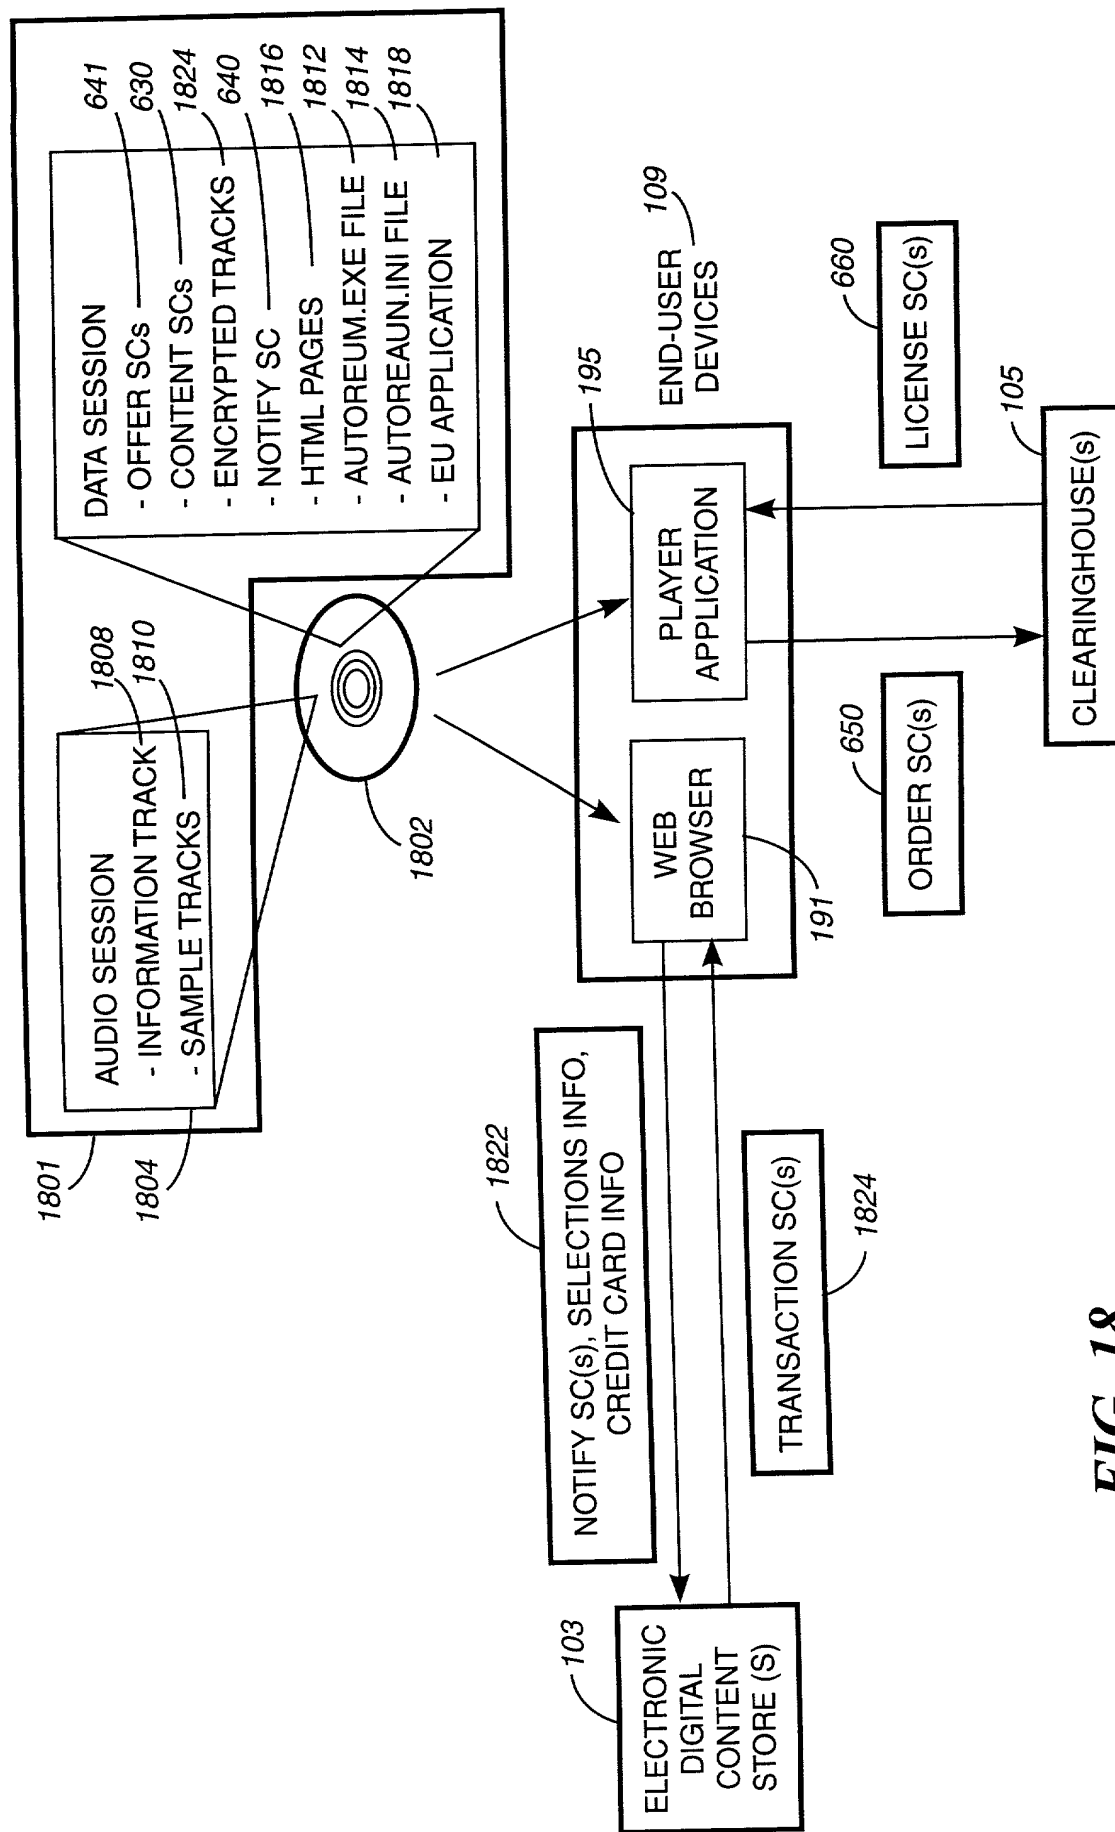 1801
1804
AUDIO SESSION
- INFORMATION TRACK
- SAMPLE TRACKS
1808
1810
DATA SESSION
- OFFER SCs
- CONTENT SCs
- ENCRYPTED TRACKS
- NOTIFY SC
- HTML PAGES
- AUTOREUM.EXE FILE
- AUTOREAUN.INI FILE
- EU APPLICATION
641
630
1824
640
1816
1812
1814
1818
1802
1822
NOTIFY SC(s), SELECTIONS INFO,
CREDIT CARD INFO
103
ELECTRONIC
DIGITAL
CONTENT
STORE (S)
TRANSACTION SC(s)
1824
WEB
BROWSER
191
PLAYER
APPLICATION
195
END-USER
DEVICES
109
650
ORDER SC(s)
660
LICENSE SC(s)
105
CLEARINGHOUSE(s)
FIG. 18